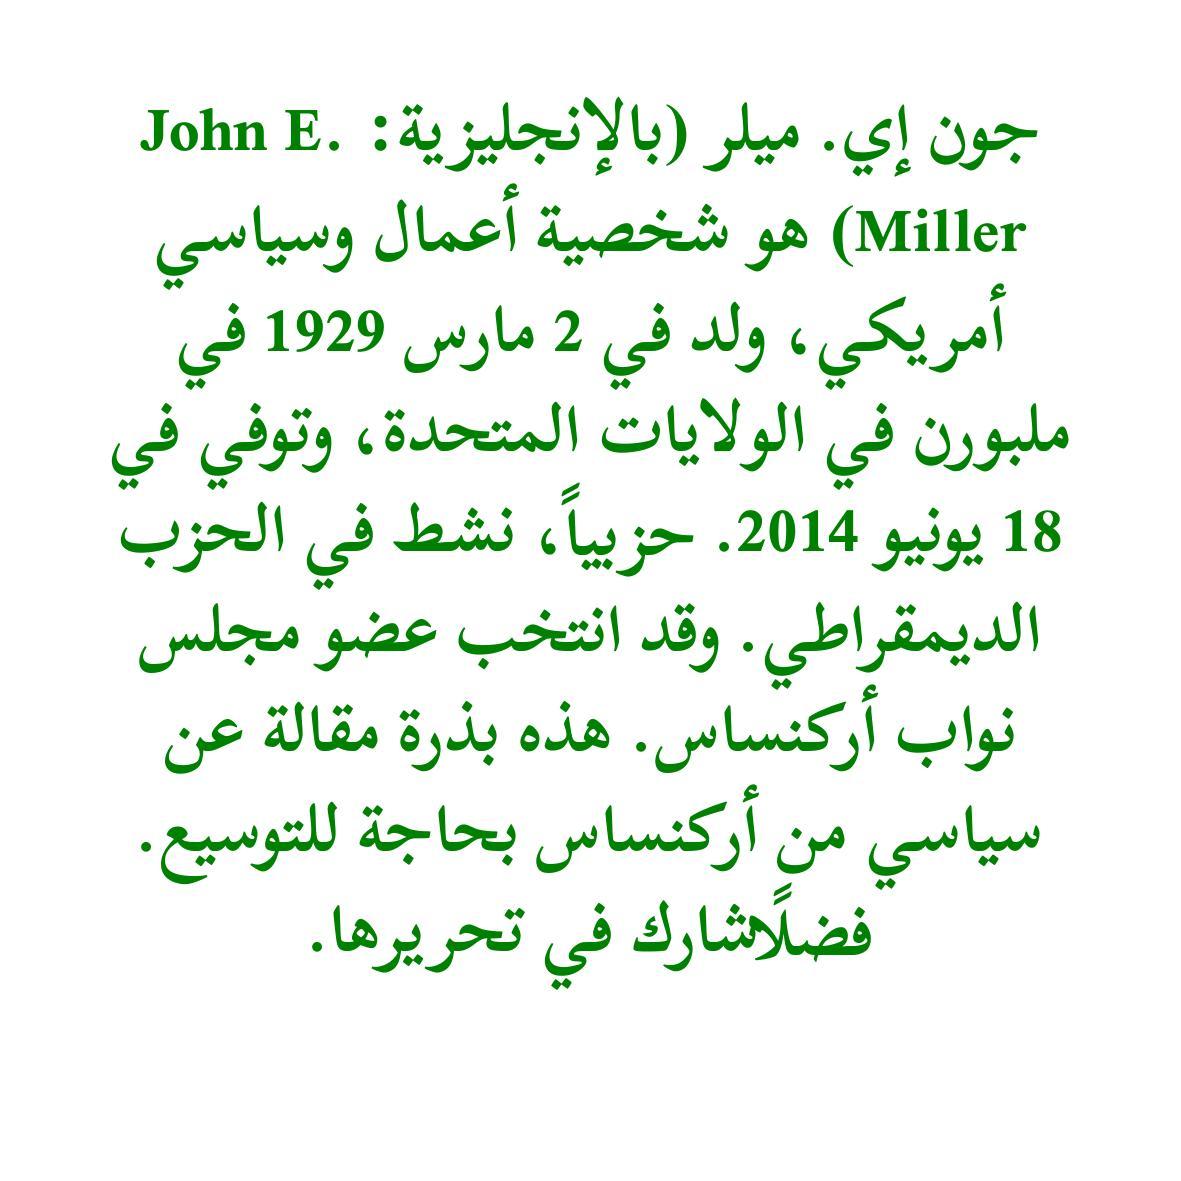 جون إي. ميلر (بالإنجليزية: John E.
Miller) هو شخصية أعمال وسياسي
أمريكي، ولد في 2 مارس 1929 في
ملبورن في الولايات المتحدة، وتوفي في
18 يونيو 2014. حزبياً، نشط في الحزب
الديمقراطي. وقد انتخب عضو مجلس
نواب أركنساس. هذه بذرة مقالة عن
سياسي من أركنساس بحاجة للتوسيع.
فضلًاشارك في تحريرها.